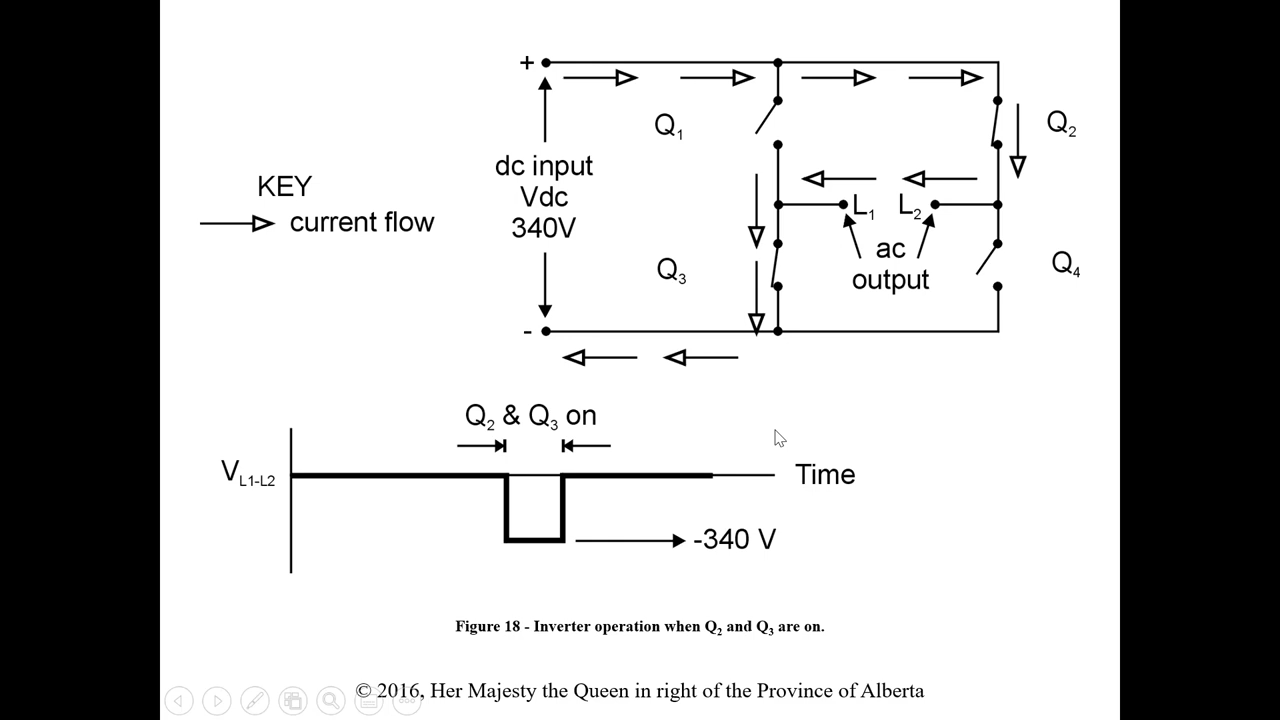 +
Q₁
Q₂
dc input
Vdc
340V
KEY
current flow
L₁
L₂
ac
output
Q₃
Q₄
-
Q₂ & Q₃ on
V_L1-L2
Time
-340 V
Figure 18 - Inverter operation when Q₂ and Q₃ are on.
© 2016, Her Majesty the Queen in right of the Province of Alberta